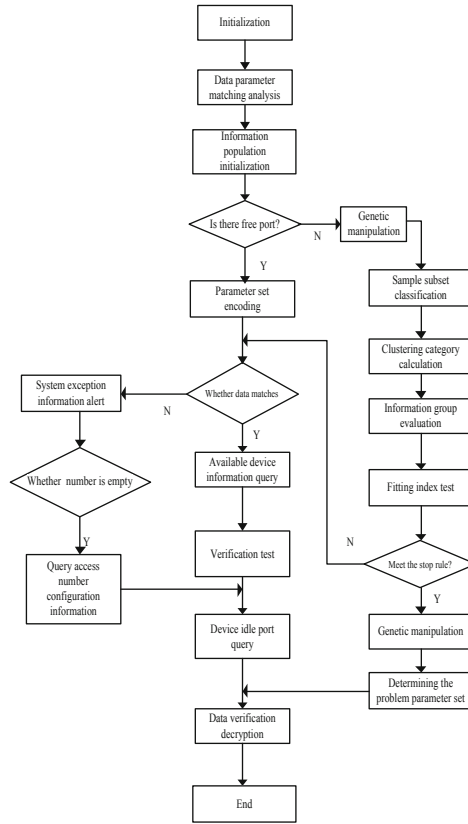 Initialization
Data parameter
matching analysis
Information
population
initialization
Is there free port?
N
Genetic
manipulation
Y
Parameter set
encoding
Sample subset
classification
Clustering category
calculation
System exception
information alert
N
Whether data matches
Y
Information group
evaluation
Whether number is empty
Available device
information query
Fitting index test
Y
Verification test
N
Meet the stop rule?
Y
Query access
number
configuration
information
Device idle port
query
Genetic manipulation
Determining the
problem parameter set
Data verification
decryption
End